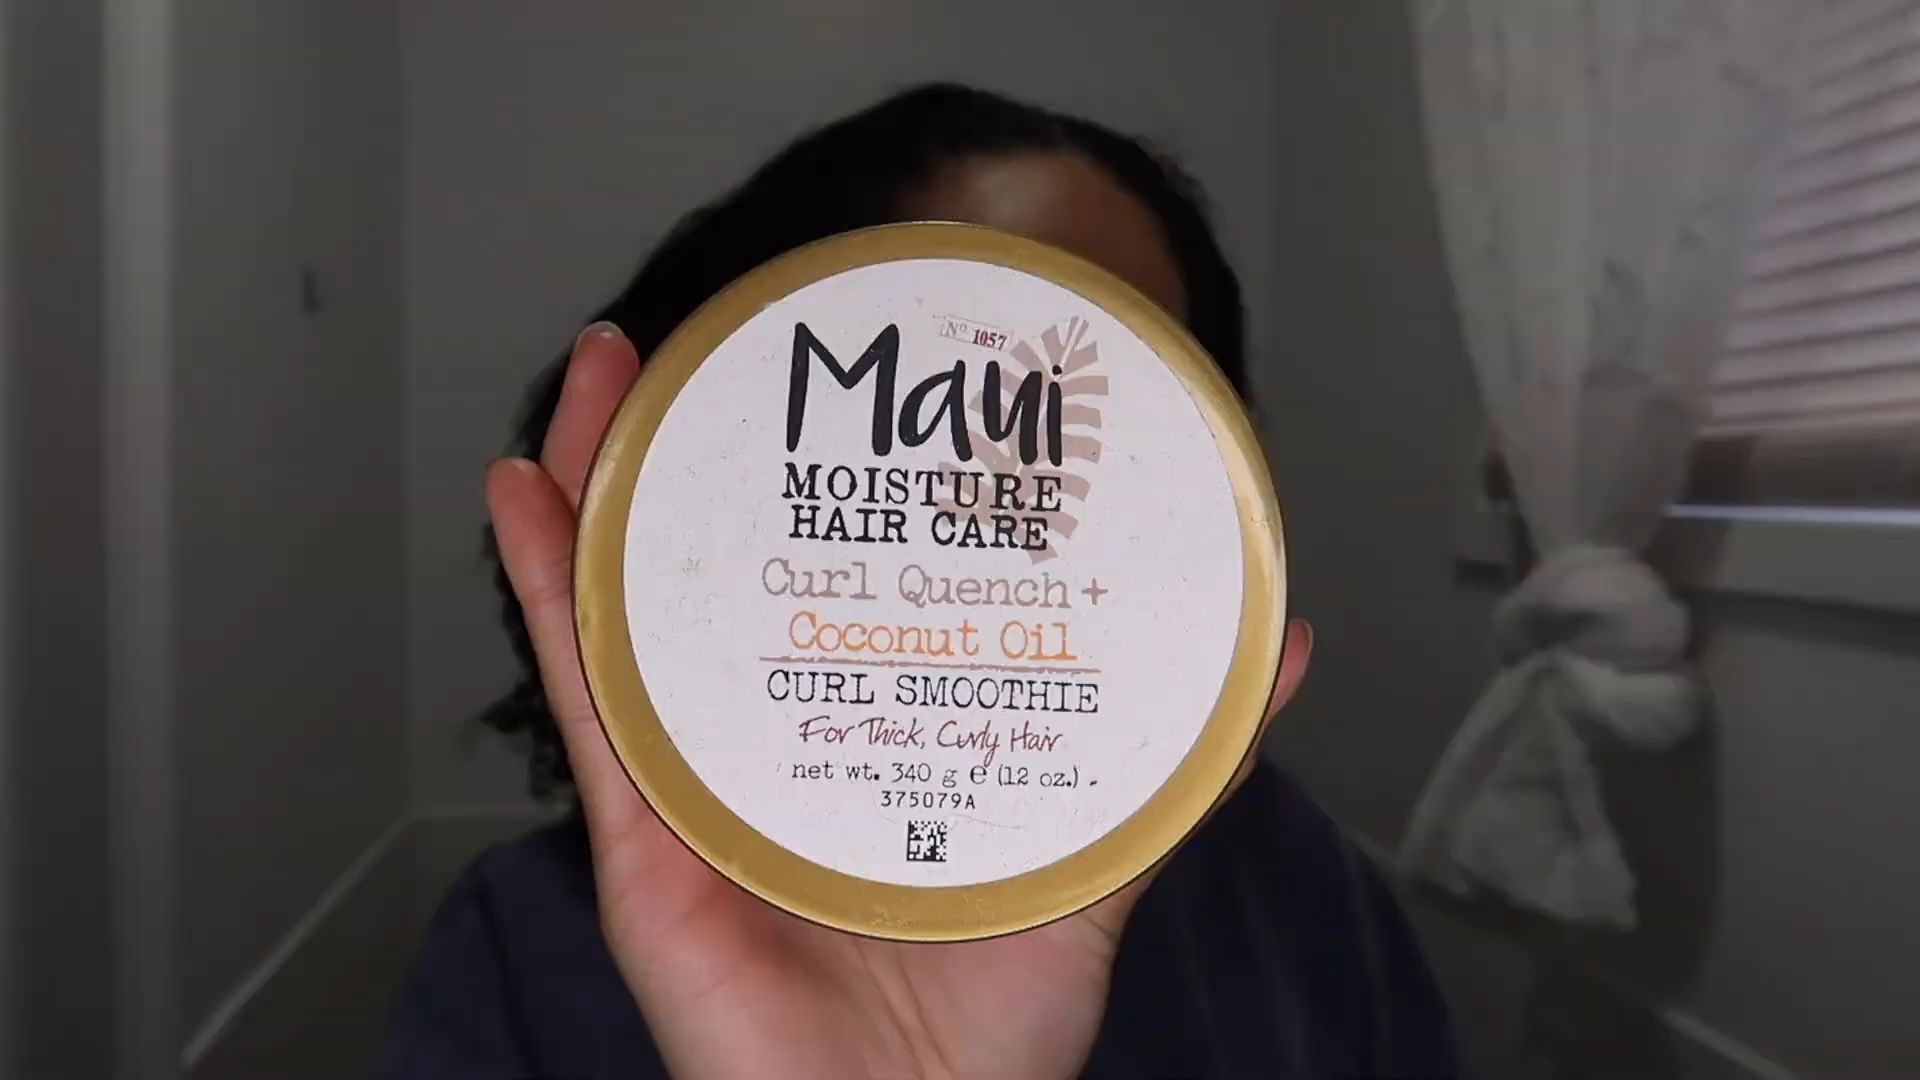 Nº 1057
Maui
MOISTURE
HAIR CARE
Curl Quench +
Coconut Oil
CURL SMOOTHIE
For Thick, Curly Hair
net wt. 340 g e (12 oz.)
375079A